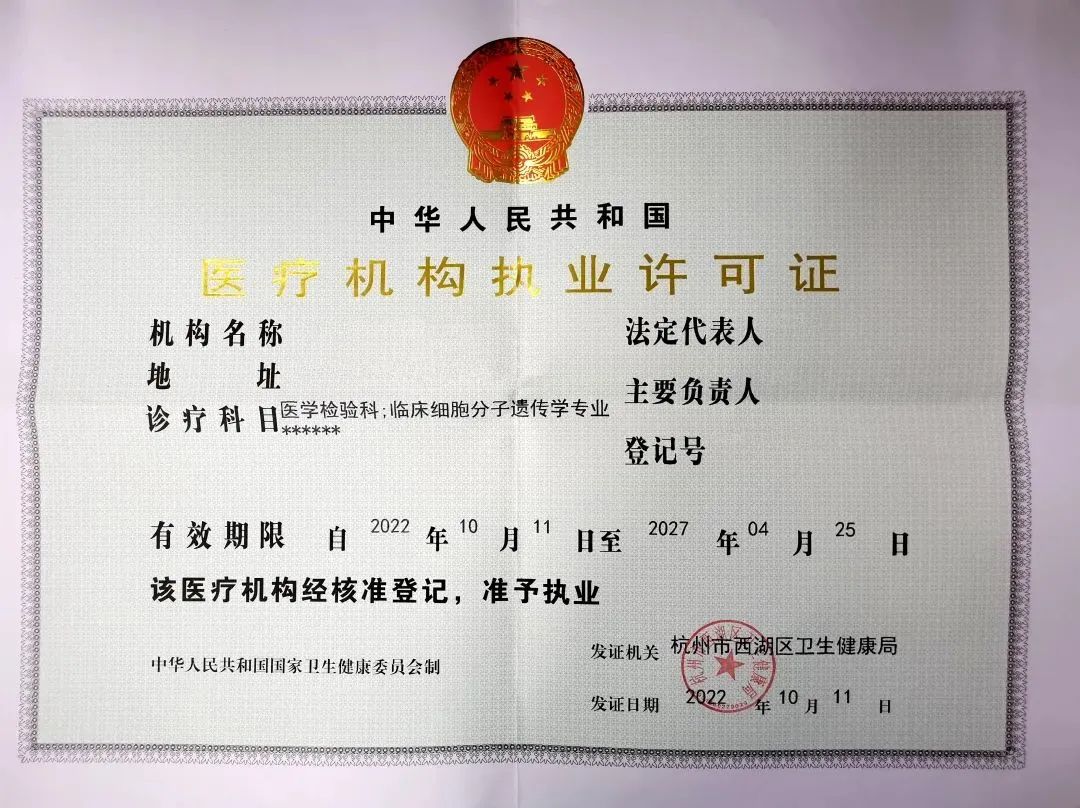 中华人民共和国
医疗机构执业许可证
机构名称
法定代表人
地址
主要负责人
诊疗科目 医学检验科;临床细胞分子遗传学专业
******
登记号
有效期限 自 2022 年 10 月 11 日至 2027 年 04 月 25 日
该医疗机构经核准登记，准予执业
中华人民共和国国家卫生健康委员会制
发证机关 杭州市西湖区卫生健康局
发证日期 2022 年 10 月 11 日